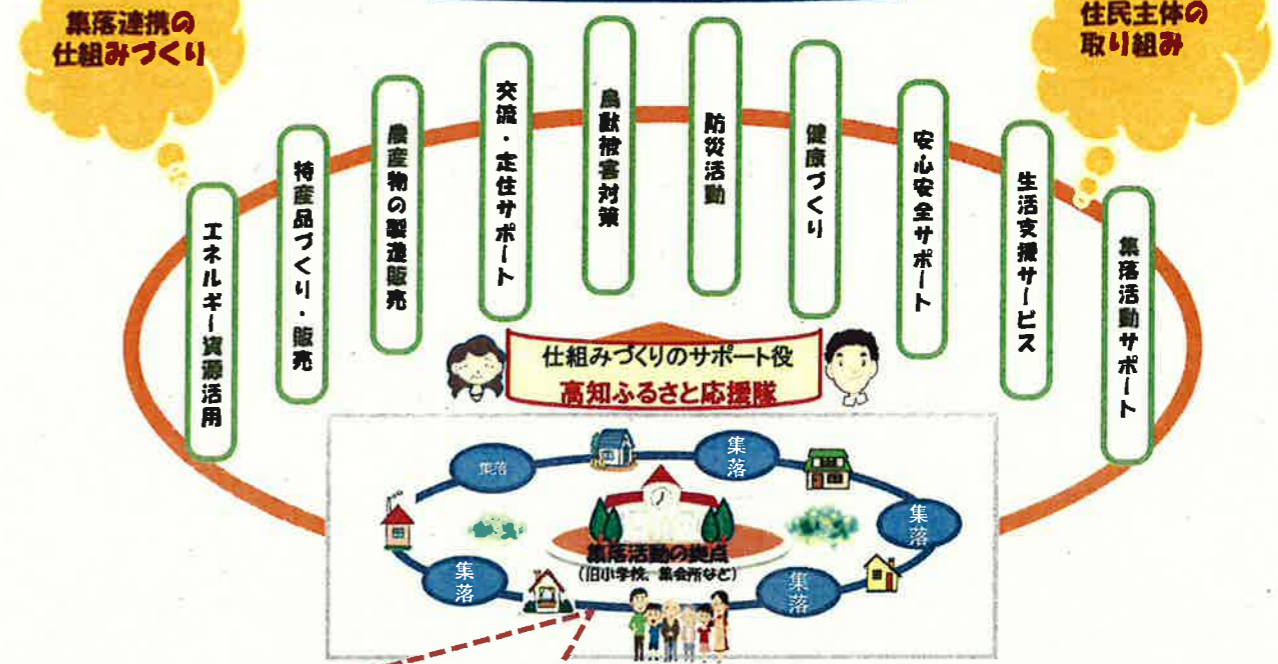 集落連携の
仕組みづくり
住民主体の
取り組み
エネルギー資源活用
特産品づくり・販売
農産物の製造販売
交流・定住サポート
鳥獣被害対策
防災活動
健康づくり
安心安全サポート
生活支援サービス
集落活動サポート
仕組みづくりのサポート役
高知ふるさと応援隊
集落
集落
集落
集落
集落
集落活動の拠点
(旧小学校、集会所など)